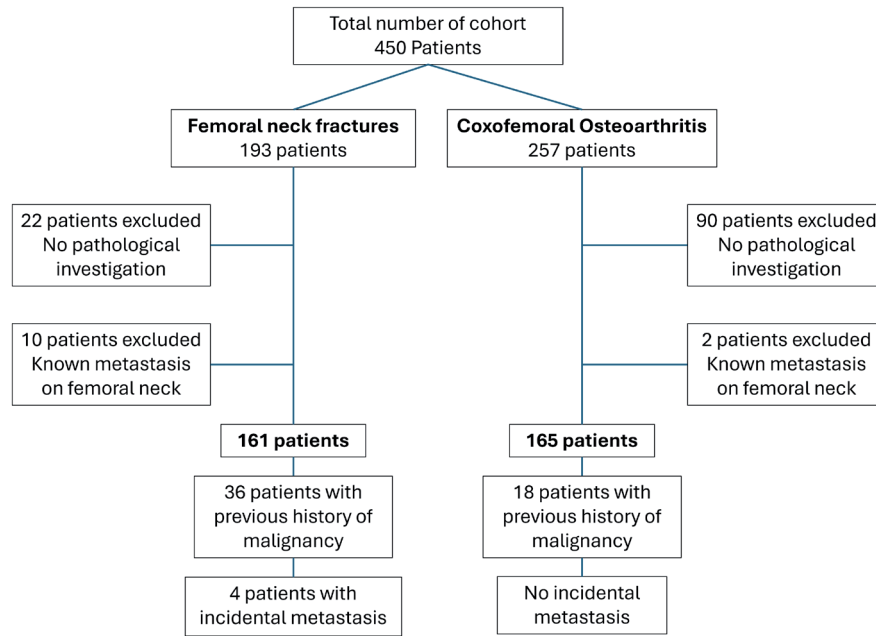 Total number of cohort
450 Patients
Femoral neck fractures
193 patients
Coxofemoral Osteoarthritis
257 patients
22 patients excluded
No pathological
investigation
90 patients excluded
No pathological
investigation
10 patients excluded
Known metastasis
on femoral neck
2 patients excluded
Known metastasis
on femoral neck
161 patients
165 patients
36 patients with
previous history of
malignancy
18 patients with
previous history of
malignancy
4 patients with
incidental metastasis
No incidental
metastasis